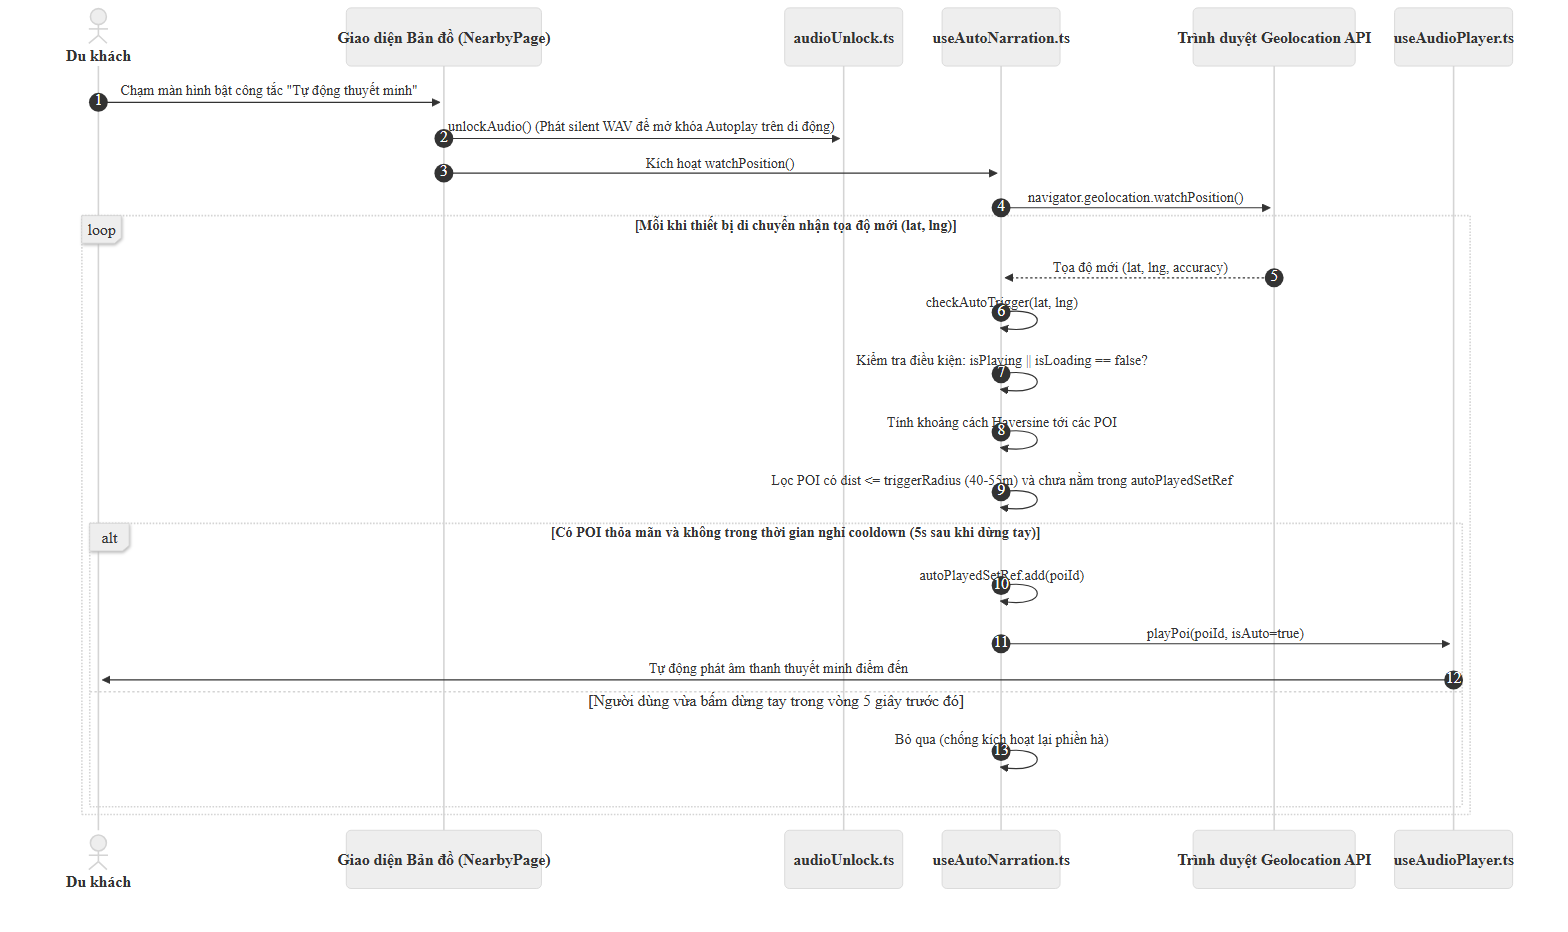 Du khách
Giao diện Bản đồ (NearbyPage)
audioUnlock.ts
useAutoNarration.ts
Trình duyệt Geolocation API
useAudioPlayer.ts
1
Chạm màn hình bật công tắc "Tự động thuyết minh"
2
unlockAudio() (Phát silent WAV để mở khóa Autoplay trên di động)
3
Kích hoạt watchPosition()
4
navigator.geolocation.watchPosition()
loop
[Mỗi khi thiết bị di chuyển nhận tọa độ mới (lat, lng)]
Tọa độ mới (lat, lng, accuracy)
5
checkAutoTrigger(lat, lng)
6
Kiểm tra điều kiện: isPlaying || isLoading == false?
7
Tính khoảng cách Haversine tới các POI
8
Lọc POI có dist <= triggerRadius (40-55m) và chưa nằm trong autoPlayedSetRef
9
alt
[Có POI thỏa mãn và không trong thời gian nghỉ cooldown (5s sau khi dừng tay)]
autoPlayedSetRef.add(poiId)
10
playPoi(poiId, isAuto=true)
11
Tự động phát âm thanh thuyết minh điểm đến
12
[Người dùng vừa bấm dừng tay trong vòng 5 giây trước đó]
Bỏ qua (chống kích hoạt lại phiền hà)
13
Du khách
Giao diện Bản đồ (NearbyPage)
audioUnlock.ts
useAutoNarration.ts
Trình duyệt Geolocation API
useAudioPlayer.ts